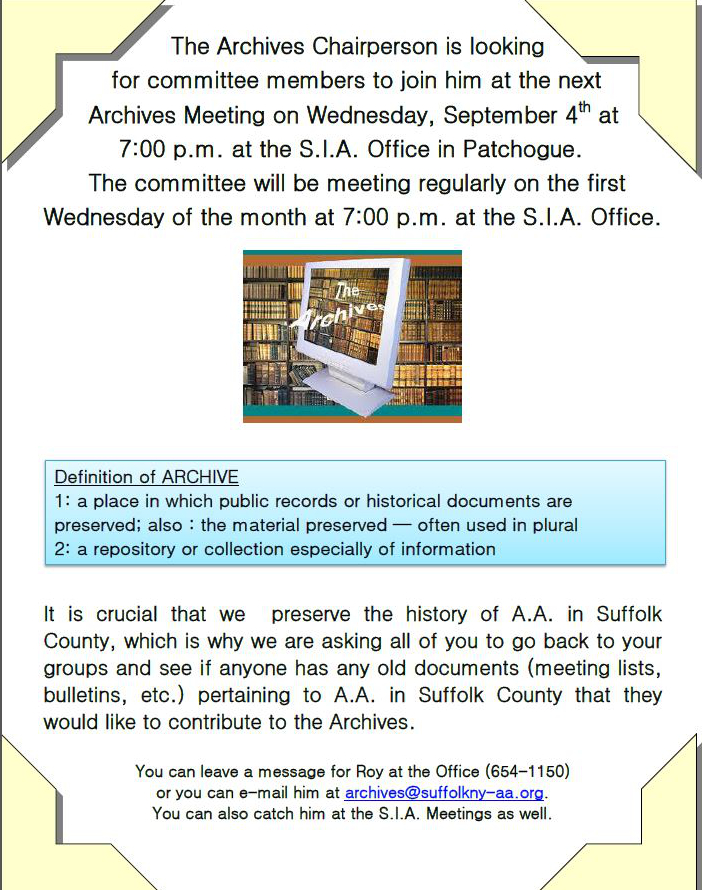 The Archives Chairperson is looking
for committee members to join him at the next
Archives Meeting on Wednesday, September 4th at
7:00 p.m. at the S.I.A. Office in Patchogue.
The committee will be meeting regularly on the first
Wednesday of the month at 7:00 p.m. at the S.I.A. Office.
The
Archives
Definition of ARCHIVE
1: a place in which public records or historical documents are
preserved; also : the material preserved — often used in plural
2: a repository or collection especially of information
It is crucial that we preserve the history of A.A. in Suffolk
County, which is why we are asking all of you to go back to your
groups and see if anyone has any old documents (meeting lists,
bulletins, etc.) pertaining to A.A. in Suffolk County that they
would like to contribute to the Archives.
You can leave a message for Roy at the Office (654-1150)
or you can e-mail him at archives@suffolkny-aa.org.
You can also catch him at the S.I.A. Meetings as well.